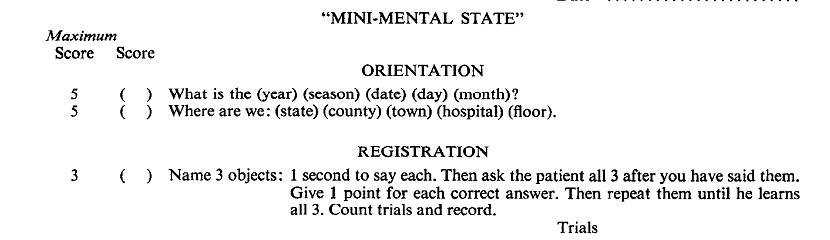 "MINI-MENTAL STATE"
Maximum
Score Score
ORIENTATION
5 ( ) What is the (year) (season) (date) (day) (month)?
5 ( ) Where are we: (state) (county) (town) (hospital) (floor).
REGISTRATION
3 ( ) Name 3 objects: 1 second to say each. Then ask the patient all 3 after you have said them.
Give 1 point for each correct answer. Then repeat them until he learns
all 3. Count trials and record.
Trials